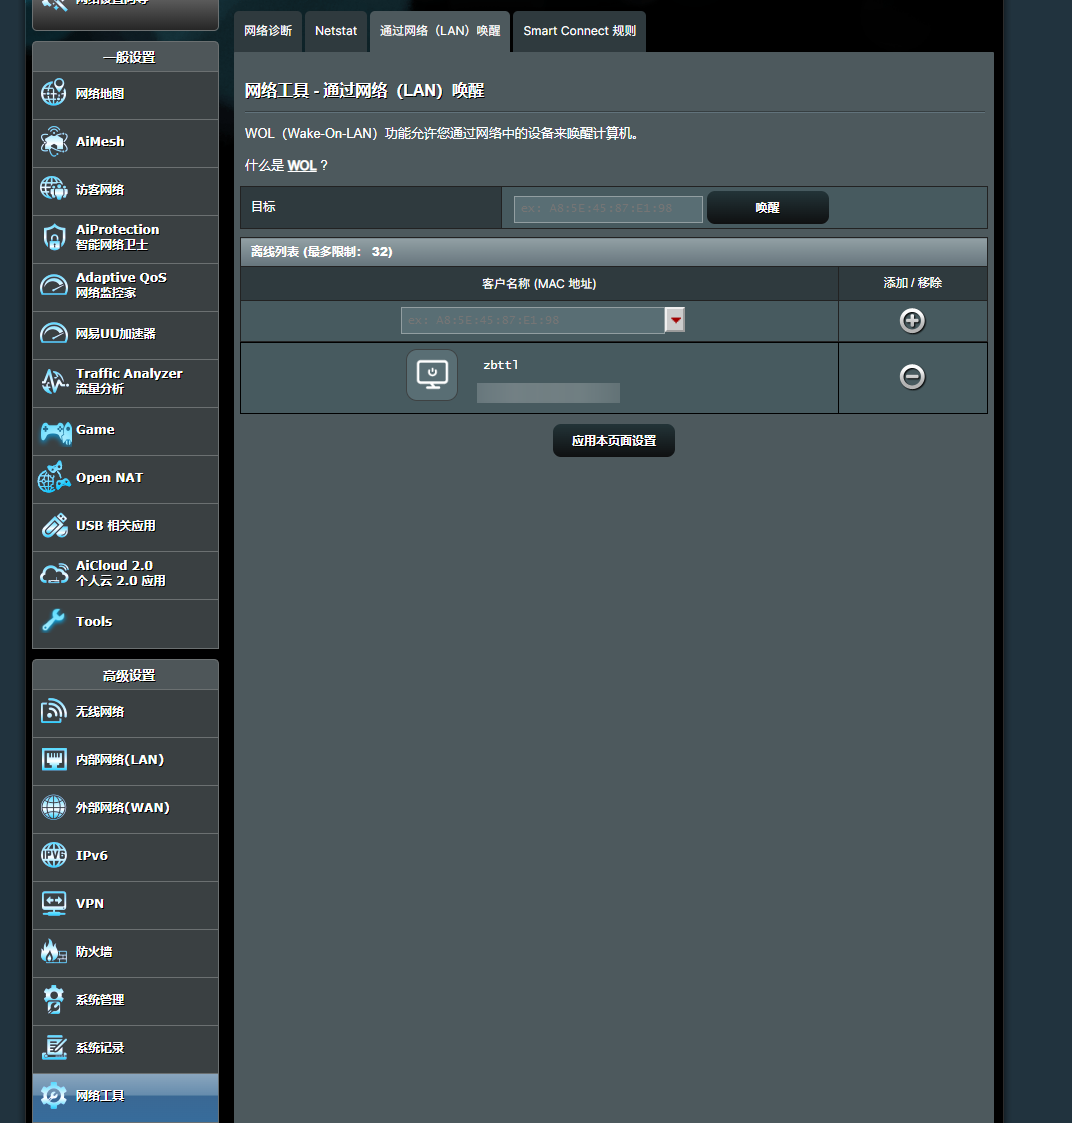 网络诊断
Netstat
通过网络（LAN）唤醒
Smart Connect 规则
一般设置
网络地图
AiMesh
访客网络
AiProtection
智能网络卫士
Adaptive QoS
网络监控家
网易UU加速器
Traffic Analyzer
流量分析
Game
Open NAT
USB 相关应用
AiCloud 2.0
个人云 2.0 应用
Tools
高级设置
无线网络
内部网络(LAN)
外部网络(WAN)
IPv6
VPN
防火墙
系统管理
系统记录
网络工具
网络工具 - 通过网络（LAN）唤醒
WOL（Wake-On-LAN）功能允许您通过网络中的设备来唤醒计算机。
什么是 WOL ?
目标
ex: A8:5E:45:87:E1:98
唤醒
离线列表 (最多限制： 32)
客户名称 (MAC 地址)
添加 / 移除
ex: A8:5E:45:87:E1:98
zbttl
应用本页面设置